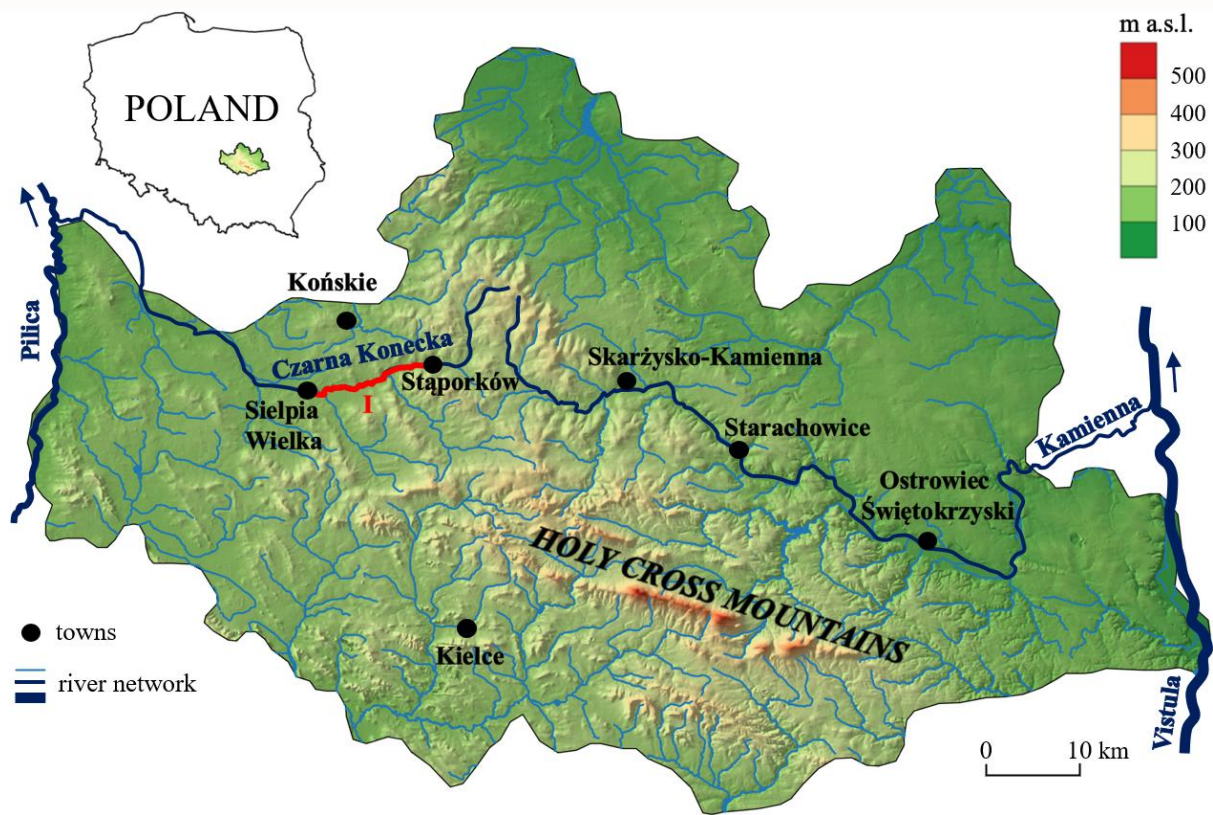 m a.s.l.
500
400
300
200
100
POLAND
Pilica
Końskie
Czarna Konecka
Stąporków
I
Sielpia
Wielka
Skarżysko-Kamienna
Starachowice
Kamienna
Ostrowiec
Świętokrzyski
HOLY CROSS MOUNTAINS
Kielce
towns
river network
Vistula
0 10 km